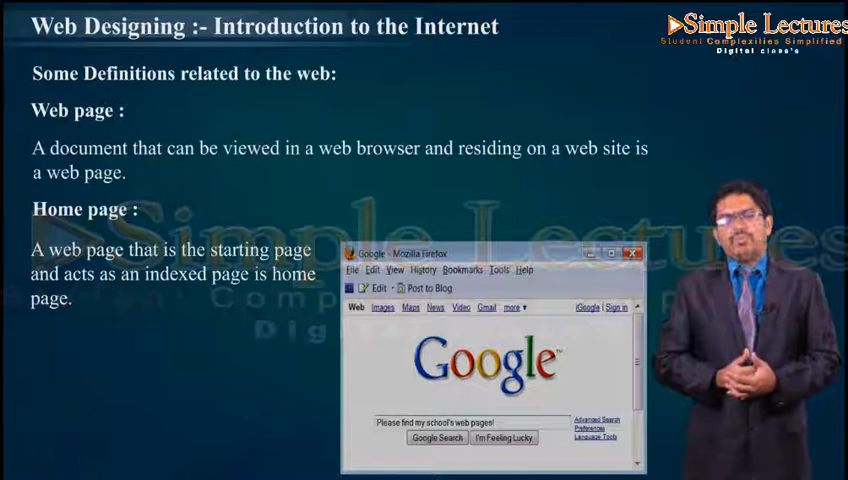 Web Designing :- Introduction to the Internet
Simple Lectures
Student Complexities Simplified
Digital class's
Some Definitions related to the web:
Web page :
A document that can be viewed in a web browser and residing on a web site is
a web page.
Home page :
A web page that is the starting page
and acts as an indexed page is home
page.
Google - Mozilla Firefox
File Edit View History Bookmarks Tools Help
Edit Post to Blog
Web Images Maps News Video Gmail more iGoogle | Sign in
Google™
Please find my school's web pages!
Advanced Search
Preferences
Language Tools
Google Search I'm Feeling Lucky